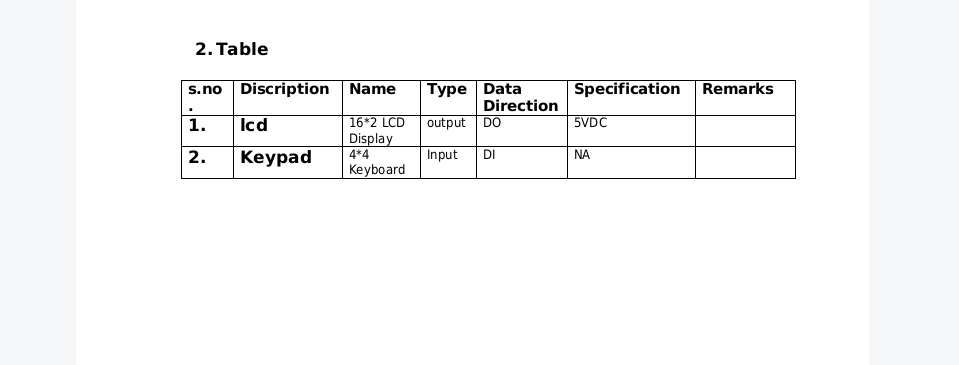 2. Table
s.no. Discription Name Type Data Direction Specification Remarks
1. lcd 16*2 LCD Display output DO 5VDC
2. Keypad 4*4 Keyboard Input DI NA